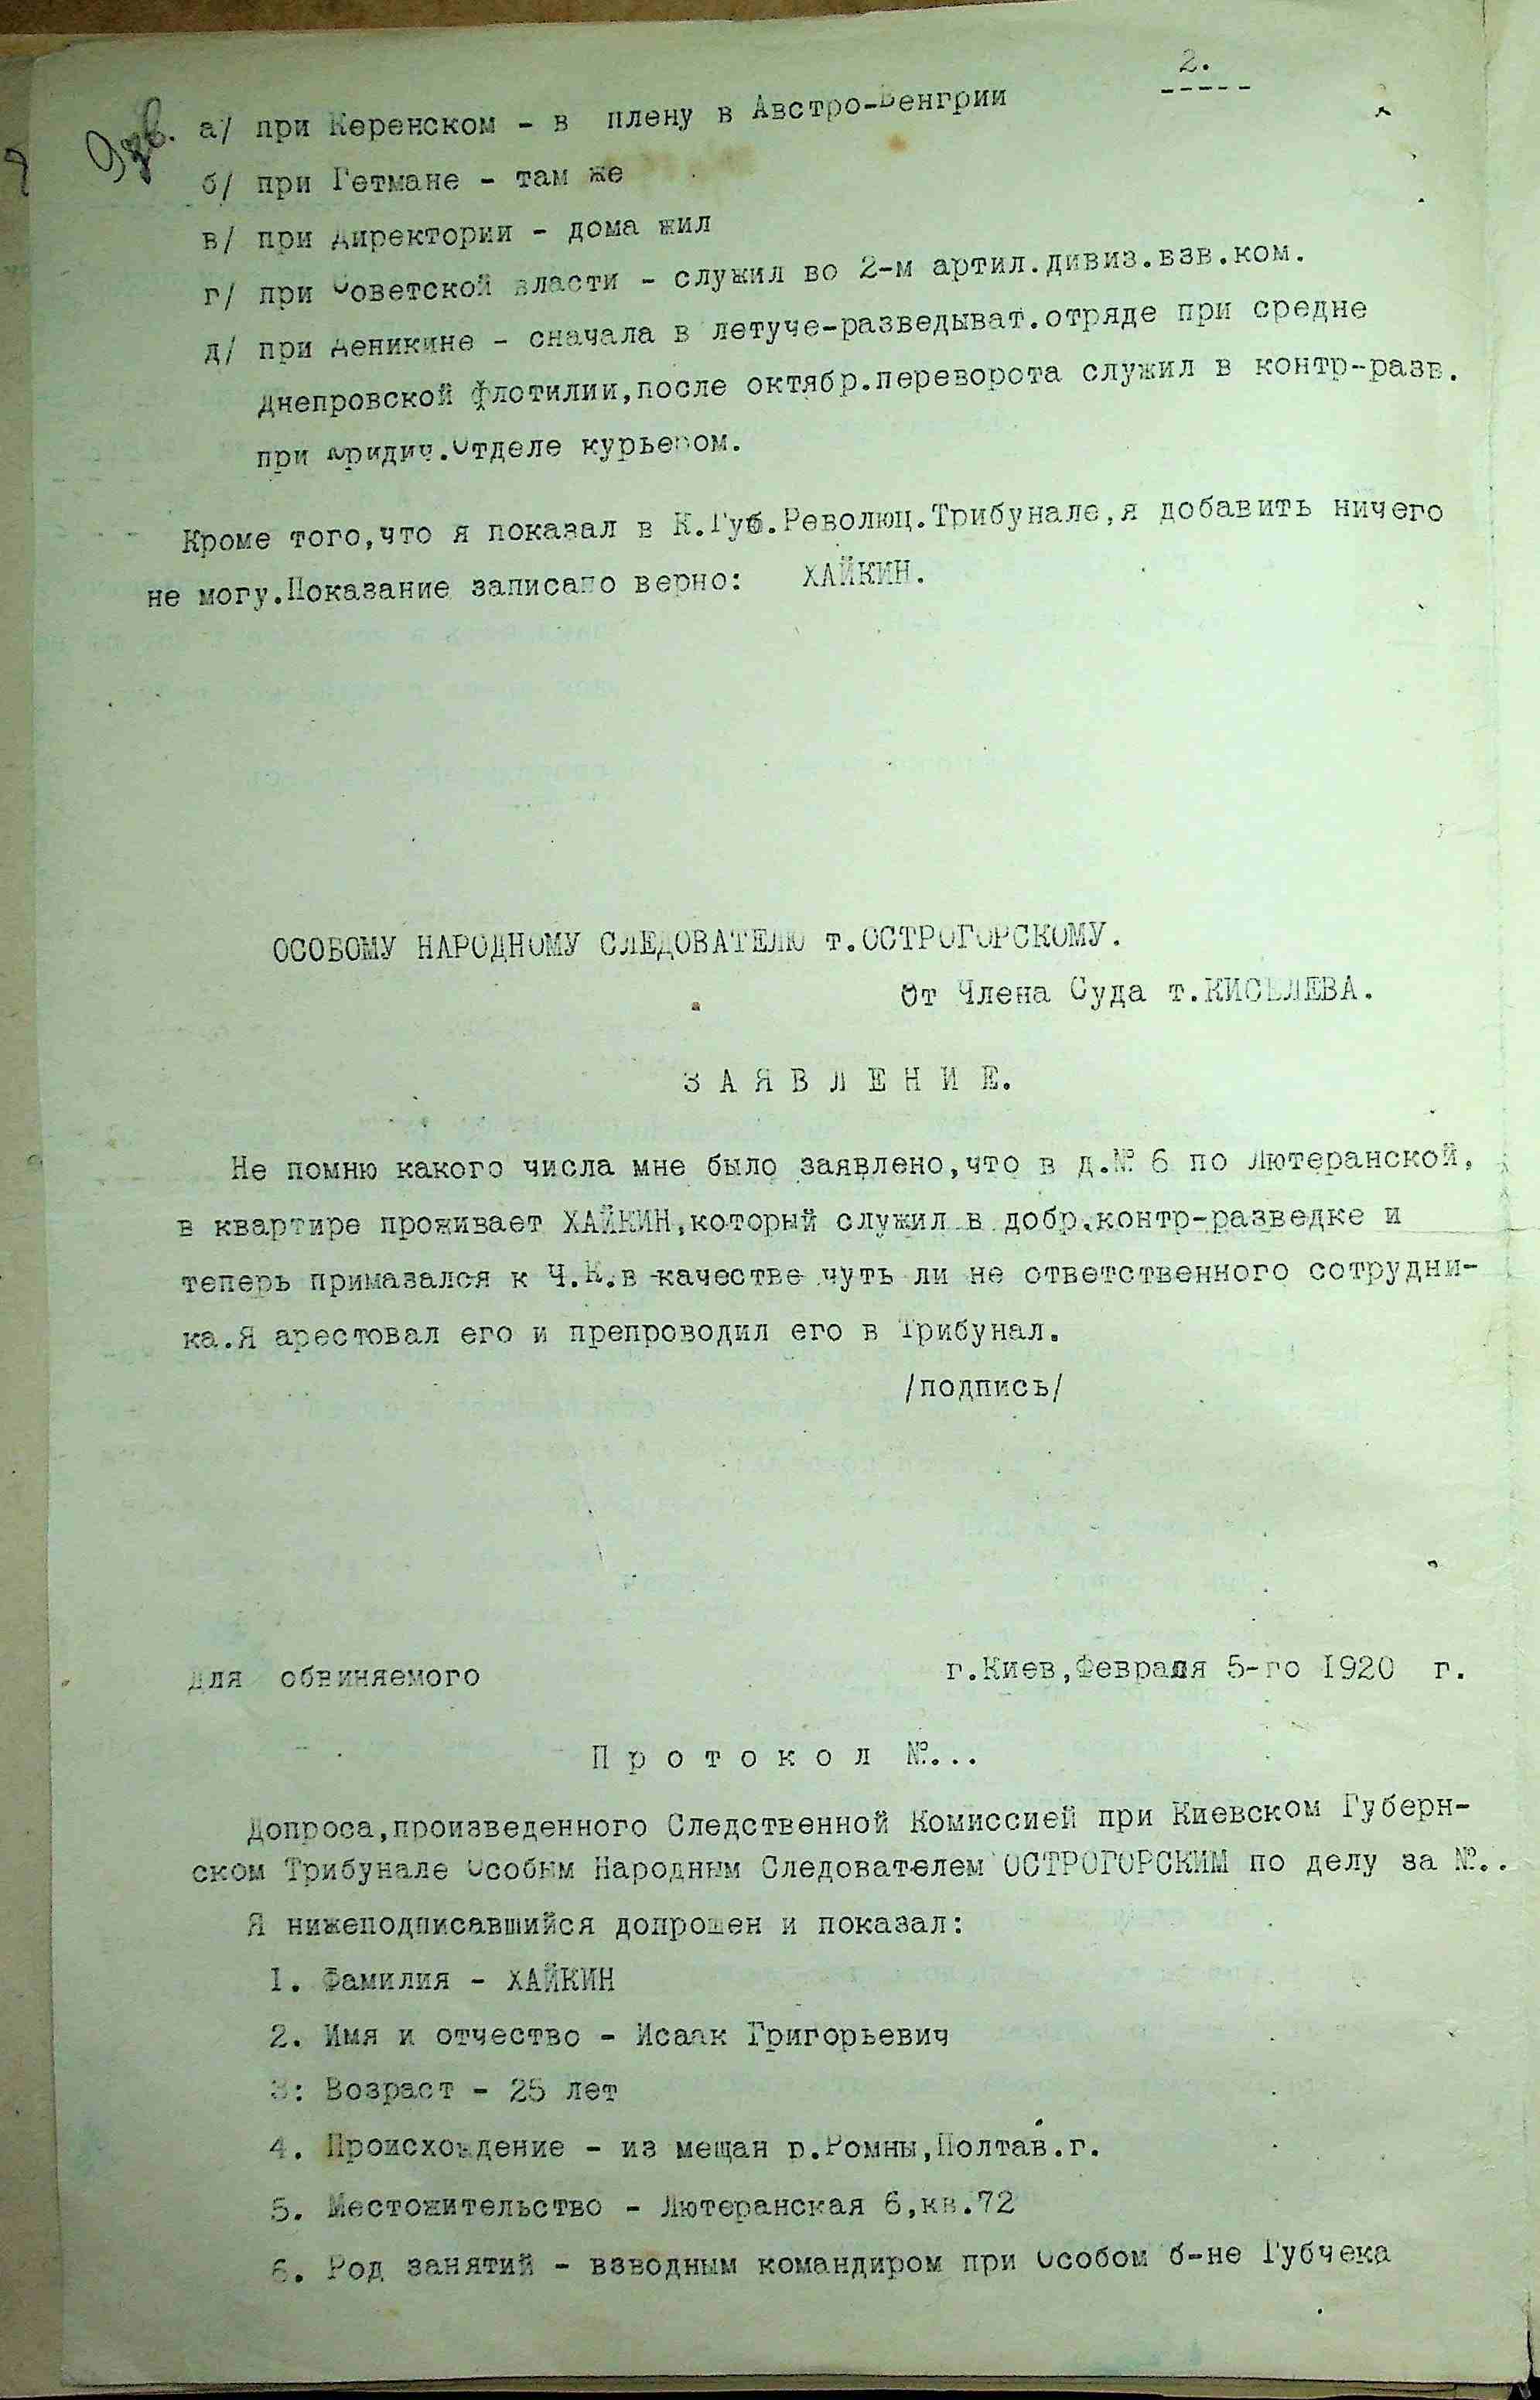 2.
а/ при Керенском - в плену в Австро-Венгрии
б/ при Гетмане - там же
в/ при Директории - дома жил
г/ при Советской власти - служил во 2-м артил.дивиз.взв.ком.
д/ при Деникине - сначала в летуче-разведыват.отряде при средне
Днепровской флотилии,после октябр.переворота служил в контр-разв.
при Юридич.Отделе курьером.
Кроме того,что я показал в К.Губ.Революц.Трибунале,я добавить ничего
не могу.Показание записано верно: ХАЙКИН.
ОСОБОМУ НАРОДНОМУ СЛЕДОВАТЕЛЮ т.ОСТРОГОРСКОМУ.
От Члена Суда т.КИСЕЛЕВА.
З А Я В Л Е Н И Е.
Не помню какого числа мне было заявлено,что в д.№ 6 по Лютеранской,
в квартире проживает ХАЙКИН,который служил в добр.контр-разведке и
теперь примазался к Ч.К.в качестве чуть ли не ответственного сотрудни-
ка.Я арестовал его и препроводил его в Трибунал.
/подпись/
Для обвиняемого
г.Киев,Февраля 5-го 1920 г.
П р о т о к о л №...
Допроса,произведенного Следственной Комиссией при Киевском Губерн-
ском Трибунале Особым Народным Следователем ОСТРОГОРСКИМ по делу за №..
Я нижеподписавшийся допрошен и показал:
1. Фамилия - ХАЙКИН
2. Имя и отчество - Исаак Григорьевич
3: Возраст - 25 лет
4. Происхождение - из мещан г.Ромны,Полтав.г.
5. Местожительство - Лютеранская 6,кв.72
6. Род занятий - взводным командиром при Особом б-не Губчека